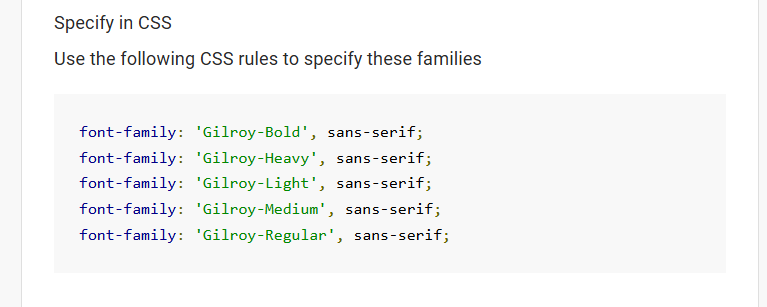 Specify in CSS
Use the following CSS rules to specify these families
font-family: 'Gilroy-Bold', sans-serif;
font-family: 'Gilroy-Heavy', sans-serif;
font-family: 'Gilroy-Light', sans-serif;
font-family: 'Gilroy-Medium', sans-serif;
font-family: 'Gilroy-Regular', sans-serif;